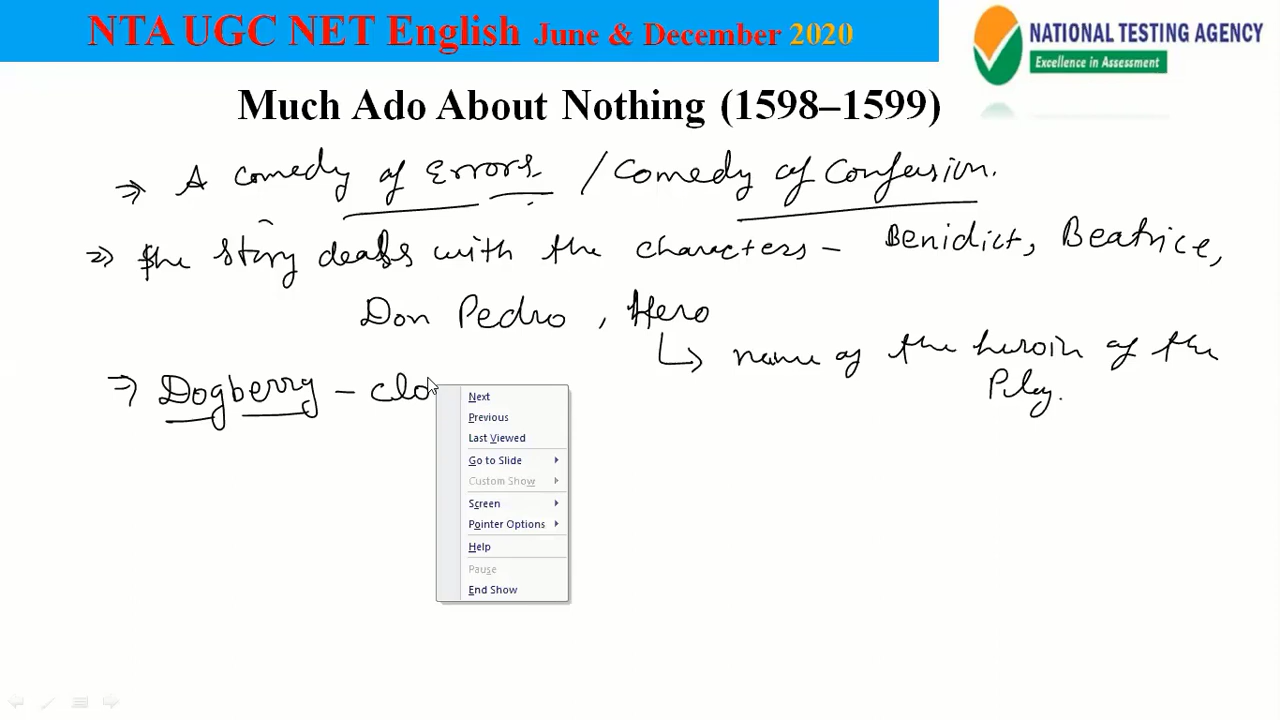 NTA UGC NET English June & December 2020
NATIONAL TESTING AGENCY
Excellence in Assessment
Much Ado About Nothing (1598–1599)
⇒ A comedy of Errors / Comedy of Confusion.
⇒ The story deals with the characters – Benidict, Beatrice,
Don Pedro, Hero
↳ name of the heroin of the
Play.
⇒ Dogberry – clo
Next
Previous
Last Viewed
Go to Slide
Custom Show
Screen
Pointer Options
Help
Pause
End Show